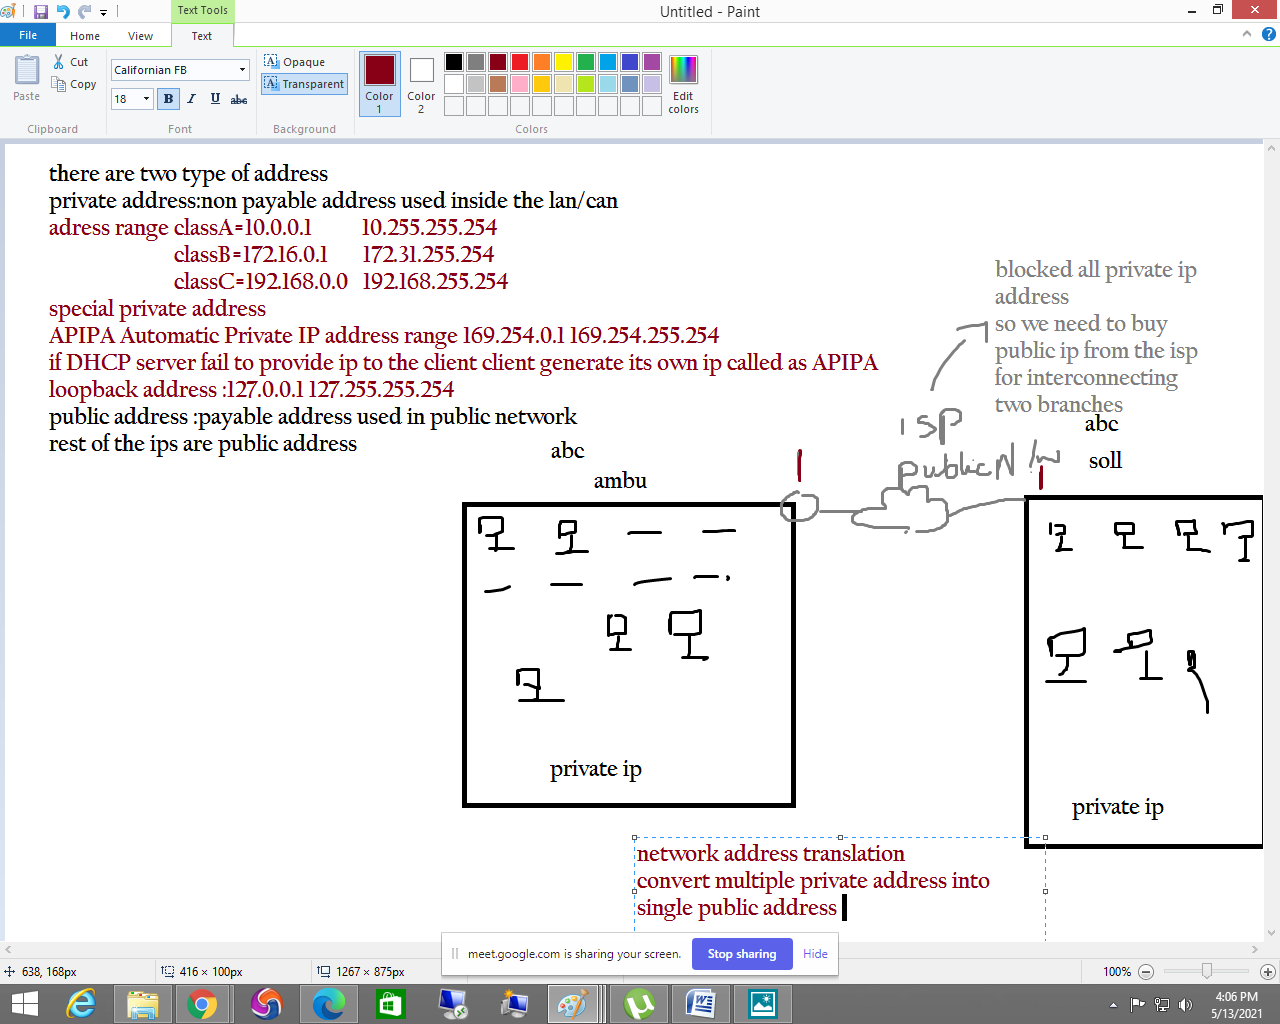 Text Tools
Untitled - Paint
File
Home
View
Text
Paste
Cut
Copy
Clipboard
Californian FB
18
B I U abc
Font
Opaque
Transparent
Background
Color 1
Color 2
Edit colors
Colors
there are two type of address
private address:non payable address used inside the lan/can
adress range classA=10.0.0.1 10.255.255.254
classB=172.16.0.1 172.31.255.254
classC=192.168.0.0 192.168.255.254
special private address
APIPA Automatic Private IP address range 169.254.0.1 169.254.255.254
if DHCP server fail to provide ip to the client client generate its own ip called as APIPA
loopback address :127.0.0.1 127.255.255.254
public address :payable address used in public network
rest of the ips are public address
blocked all private ip
address
so we need to buy
public ip from the isp
for interconnecting
two branches
abc
soll
ISP
public N/w
abc
ambu
private ip
private ip
network address translation
convert multiple private address into
single public address
meet.google.com is sharing your screen.
Stop sharing
Hide
638, 168px
416 × 100px
1267 × 875px
100%
4:06 PM
5/13/2021